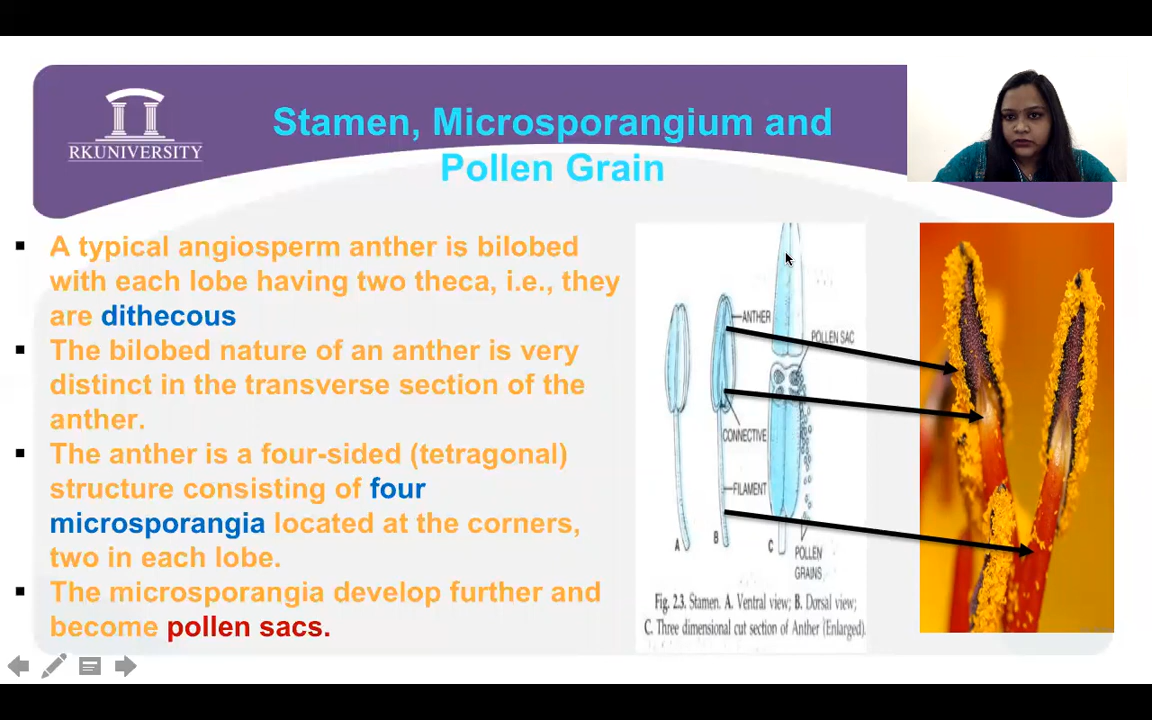 RKUNIVERSITY
Stamen, Microsporangium and
Pollen Grain
▪ A typical angiosperm anther is bilobed
with each lobe having two theca, i.e., they
are dithecous
▪ The bilobed nature of an anther is very
distinct in the transverse section of the
anther.
▪ The anther is a four-sided (tetragonal)
structure consisting of four
microsporangia located at the corners,
two in each lobe.
▪ The microsporangia develop further and
become pollen sacs.
ANTHER
POLLEN SAC
CONNECTIVE
FILAMENT
A
B
C
POLLEN
GRAINS
Fig. 2.3. Stamen. A. Ventral view; B. Dorsal view;
C. Three dimensional cut section of Anther (Enlarged).